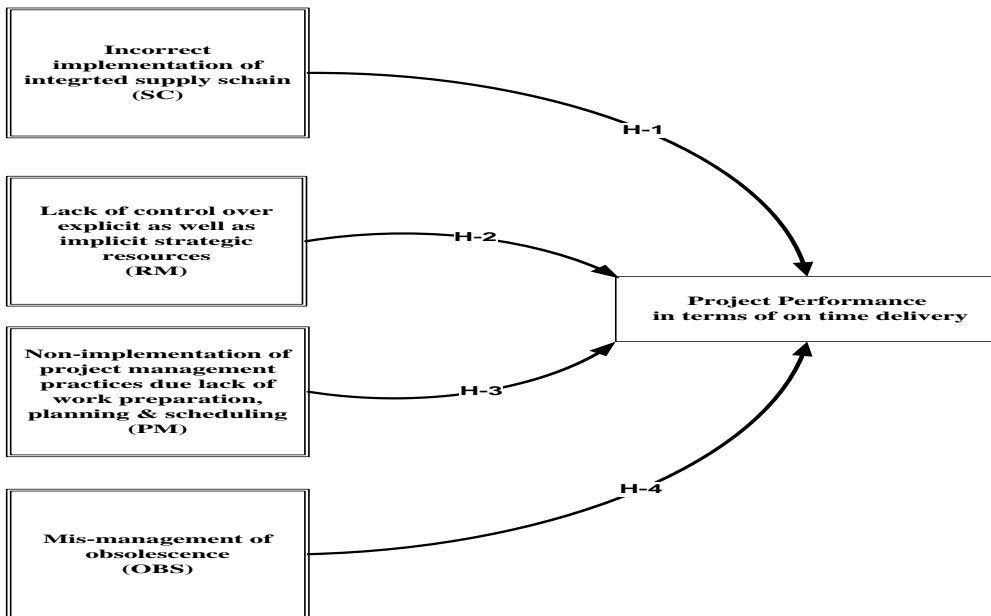 Incorrect
implementation of
integrted supply schain
(SC)
H-1
Lack of control over
explicit as well as
implicit strategic
resources
(RM)
H-2
Project Performance
in terms of on time delivery
Non-implementation of
project management
practices due lack of
work preparation,
planning & scheduling
(PM)
H-3
H-4
Mis-management of
obsolescence
(OBS)